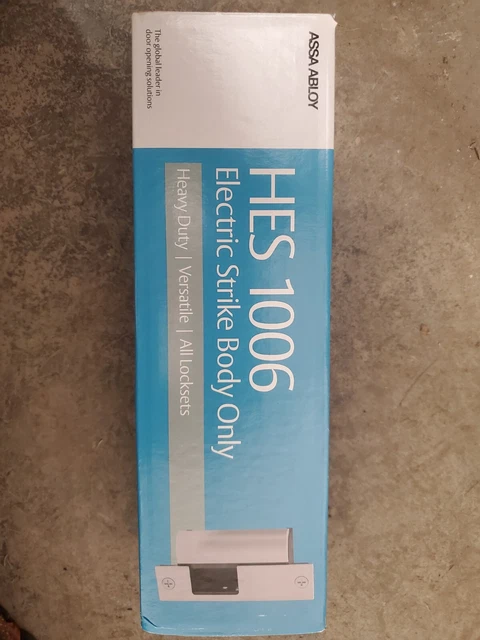 ASSA ABLOY
The global leader in
door opening solutions
HES 1006
Electric Strike Body Only
Heavy Duty | Versatile | All Locksets